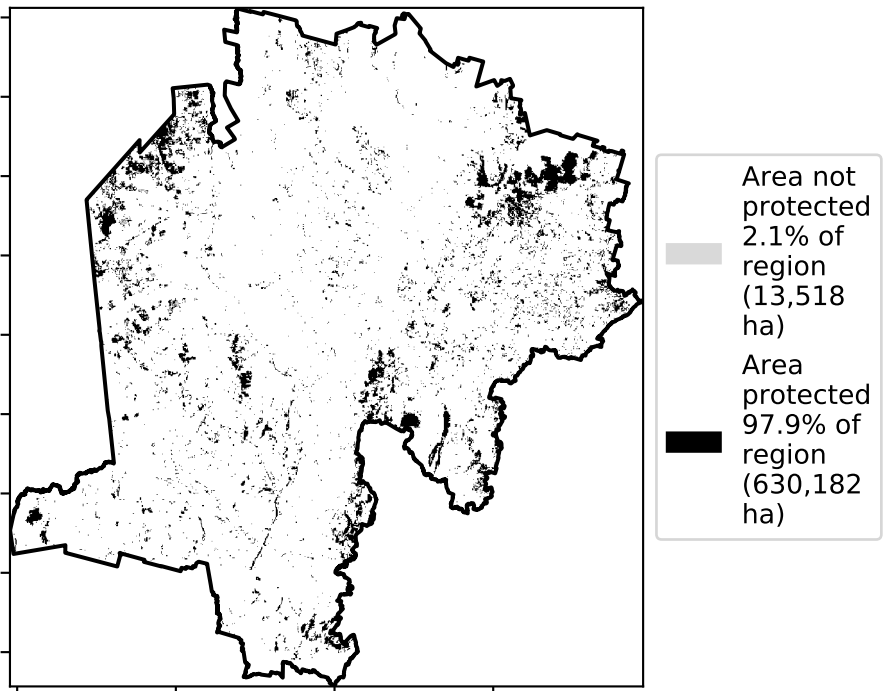 Area not
protected
2.1% of
region
(13,518
ha)
Area
protected
97.9% of
region
(630,182
ha)